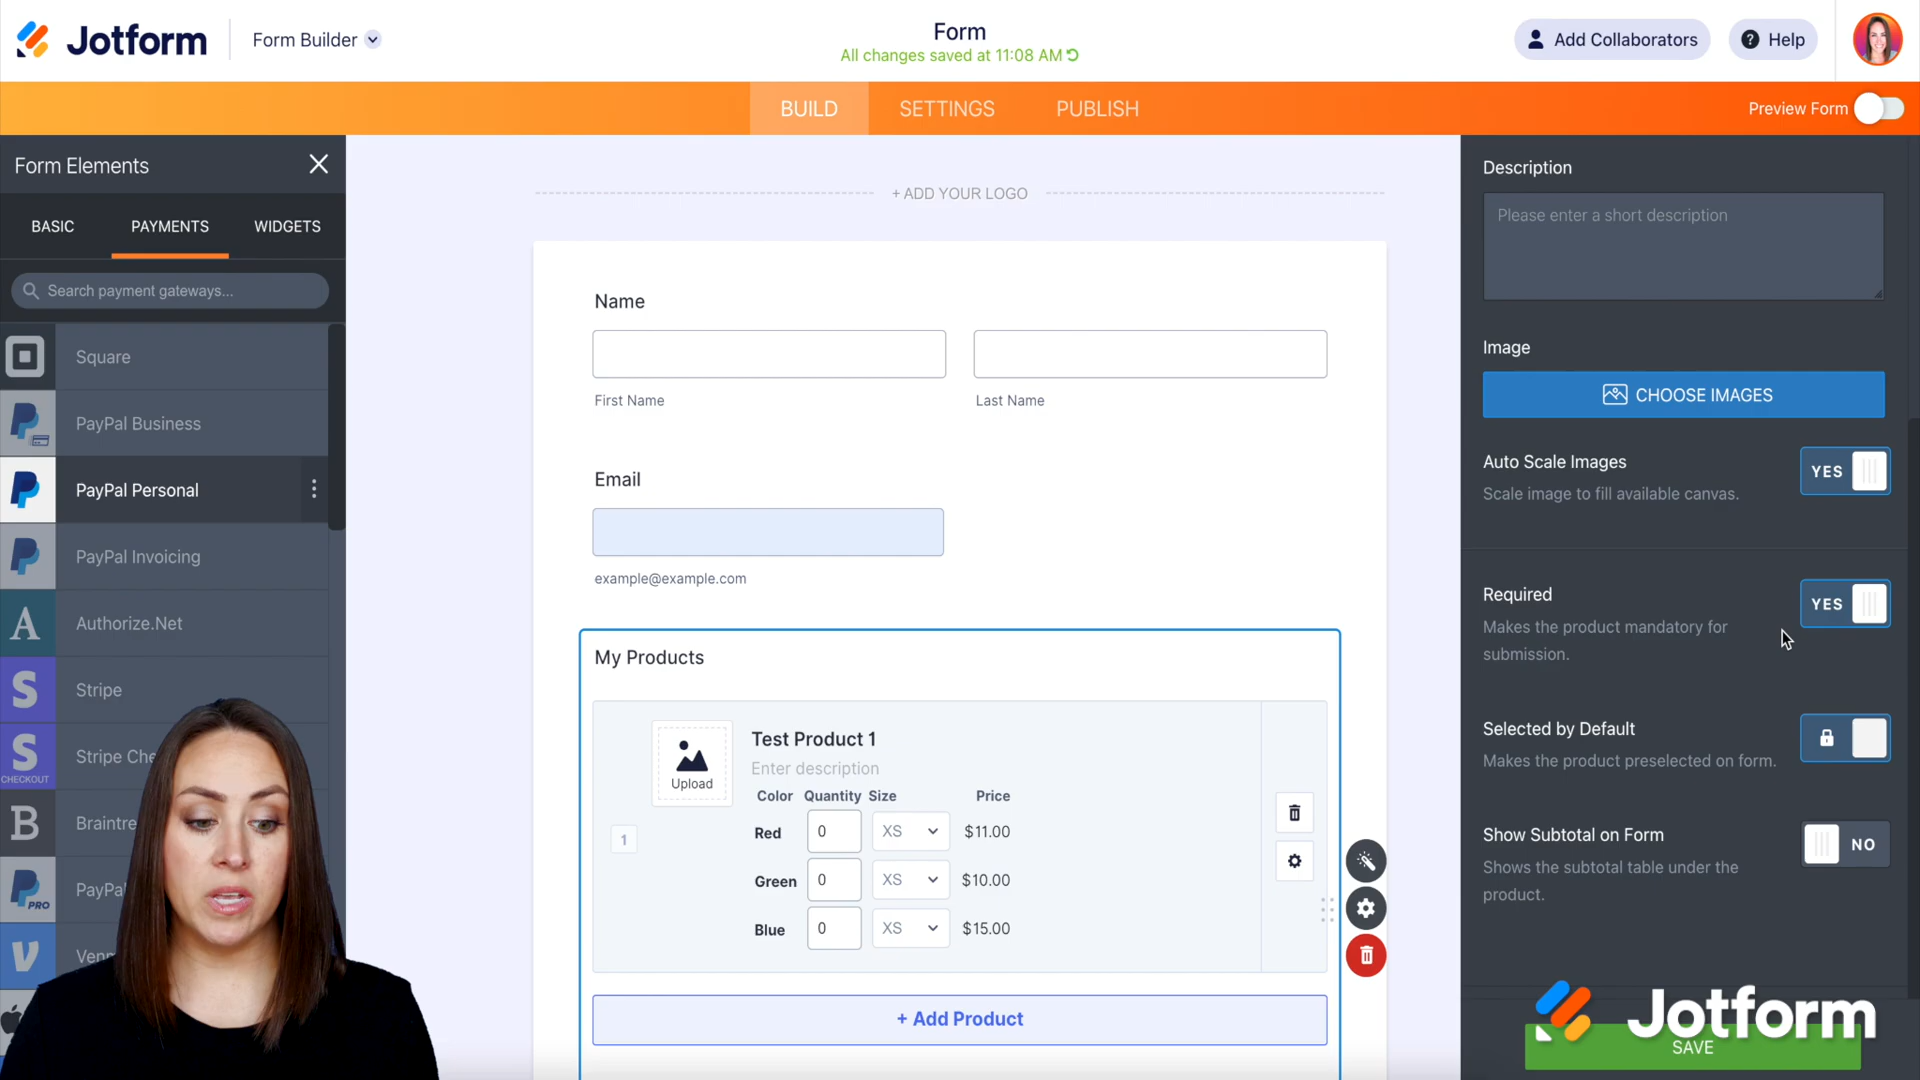 Jotform
Form Builder
Form
All changes saved at 11:08 AM
Add Collaborators
Help
BUILD
SETTINGS
PUBLISH
Preview Form
Form Elements
BASIC
PAYMENTS
WIDGETS
Search payment gateways...
Square
PayPal Business
PayPal Personal
PayPal Invoicing
Authorize.Net
Stripe
CHECKOUT
Stripe Che
Braintre
PRO
PayPa
Venm
+ ADD YOUR LOGO
Name
First Name
Last Name
Email
example@example.com
My Products
1
Upload
Test Product 1
Enter description
Color Quantity Size Price
Red 0 XS $11.00
Green 0 XS $10.00
Blue 0 XS $15.00
+ Add Product
Description
Please enter a short description
Image
CHOOSE IMAGES
Auto Scale Images
YES
Scale image to fill available canvas.
Required
YES
Makes the product mandatory for
submission.
Selected by Default
Makes the product preselected on form.
Show Subtotal on Form
NO
Shows the subtotal table under the
product.
Jotform
SAVE